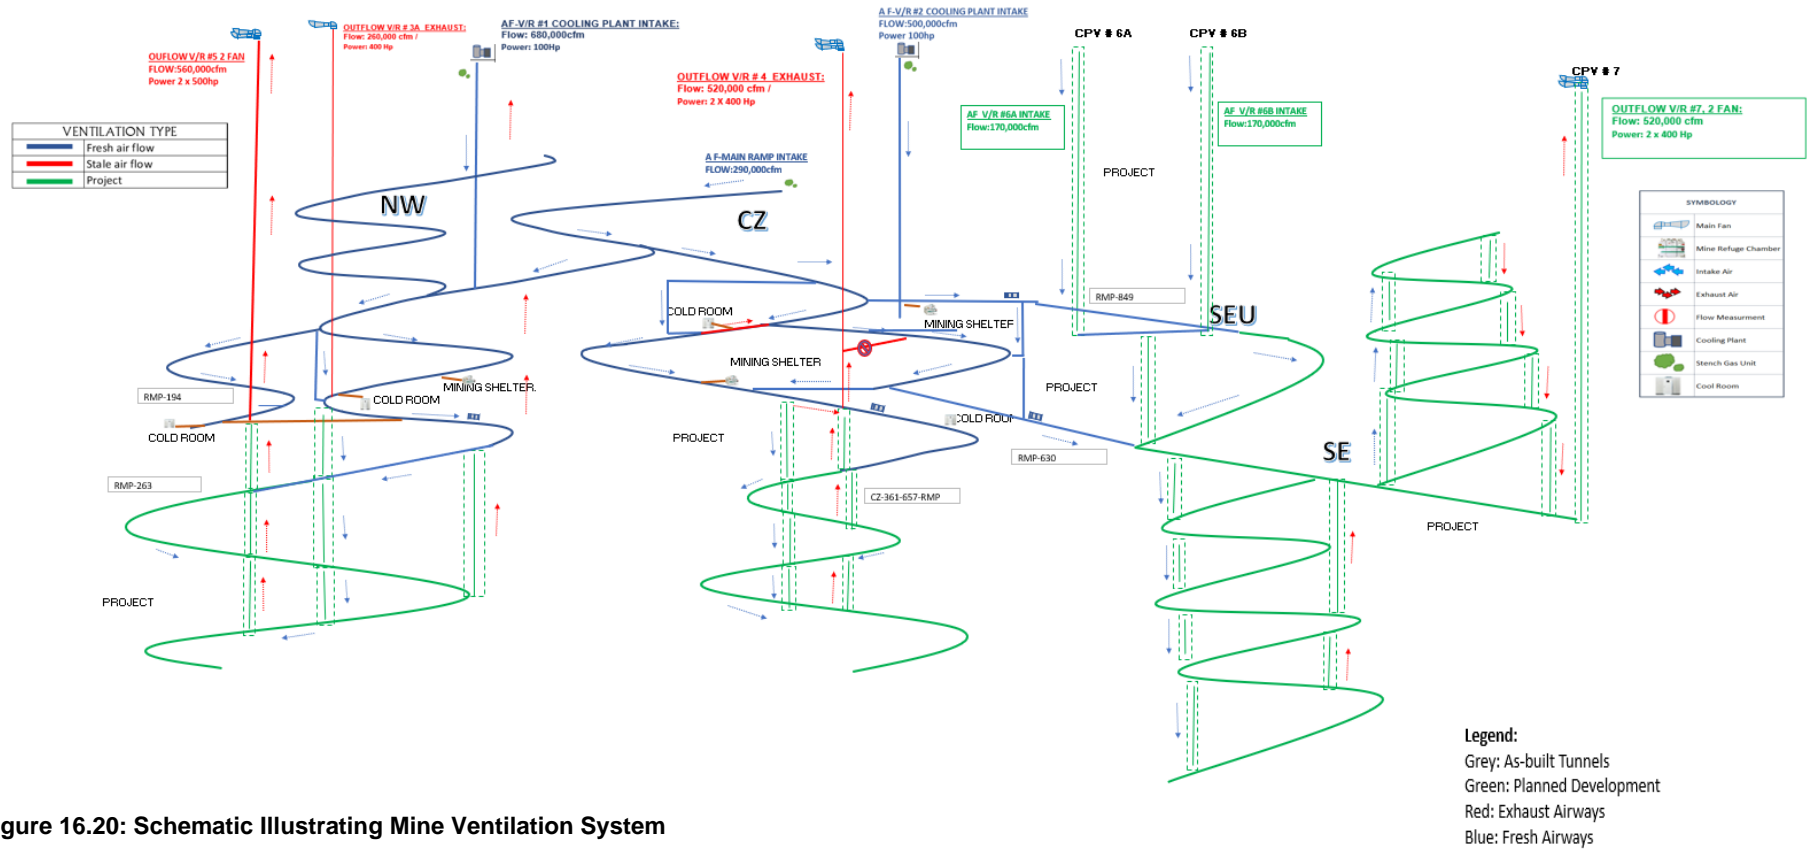 OUFLOW V/R #5 2 FAN
FLOW:560,000cfm
Power 2 x 500hp
OUTFLOW V/R # 3A EXHAUST:
Flow: 260,000 cfm /
Power: 400 Hp
AF-V/R #1 COOLING PLANT INTAKE:
Flow: 680,000cfm
Power: 100Hp
OUTFLOW V/R # 4 EXHAUST:
Flow: 520,000 cfm /
Power: 2 X 400 Hp
A F-V/R #2 COOLING PLANT INTAKE
FLOW:500,000cfm
Power 100hp
CPV # 6A
CPV # 6B
CPV # 7
AF V/R #6A INTAKE
Flow:170,000cfm
AF V/R #6B INTAKE
Flow:170,000cfm
OUTFLOW V/R #7, 2 FAN:
Flow: 520,000 cfm
Power: 2 x 400 Hp
VENTILATION TYPE
Fresh air flow
Stale air flow
Project
A F-MAIN RAMP INTAKE
FLOW:290,000cfm
PROJECT
NW
CZ
SYMBOLOGY
Main Fan
Mine Refuge Chamber
Intake Air
Exhaust Air
Flow Measurment
Cooling Plant
Stench Gas Unit
Cool Room
RMP-849
SEU
COLD ROOM
MINING SHELTEF
MINING SHELTER
MINING SHELTER.
PROJECT
RMP-194
COLD ROOM
COLD ROOM
PROJECT
COLD ROOI
SE
RMP-630
RMP-263
CZ-361-657-RMP
PROJECT
PROJECT
Legend:
Grey: As-built Tunnels
Green: Planned Development
Red: Exhaust Airways
Blue: Fresh Airways
gure 16.20: Schematic Illustrating Mine Ventilation System